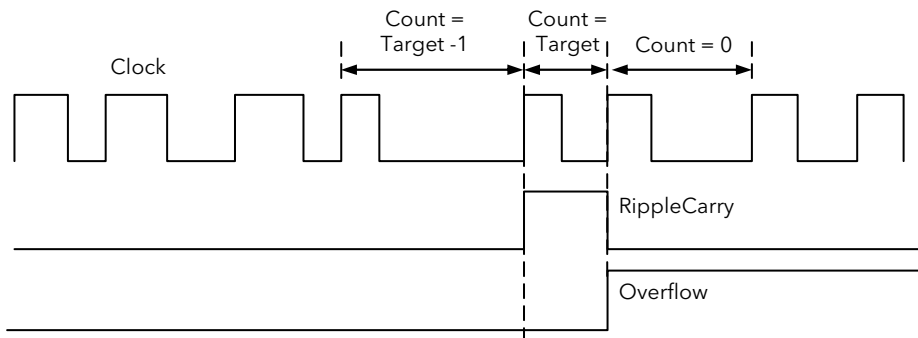 Count =
Target -1
Count =
Target
Count = 0
Clock
RippleCarry
Overflow